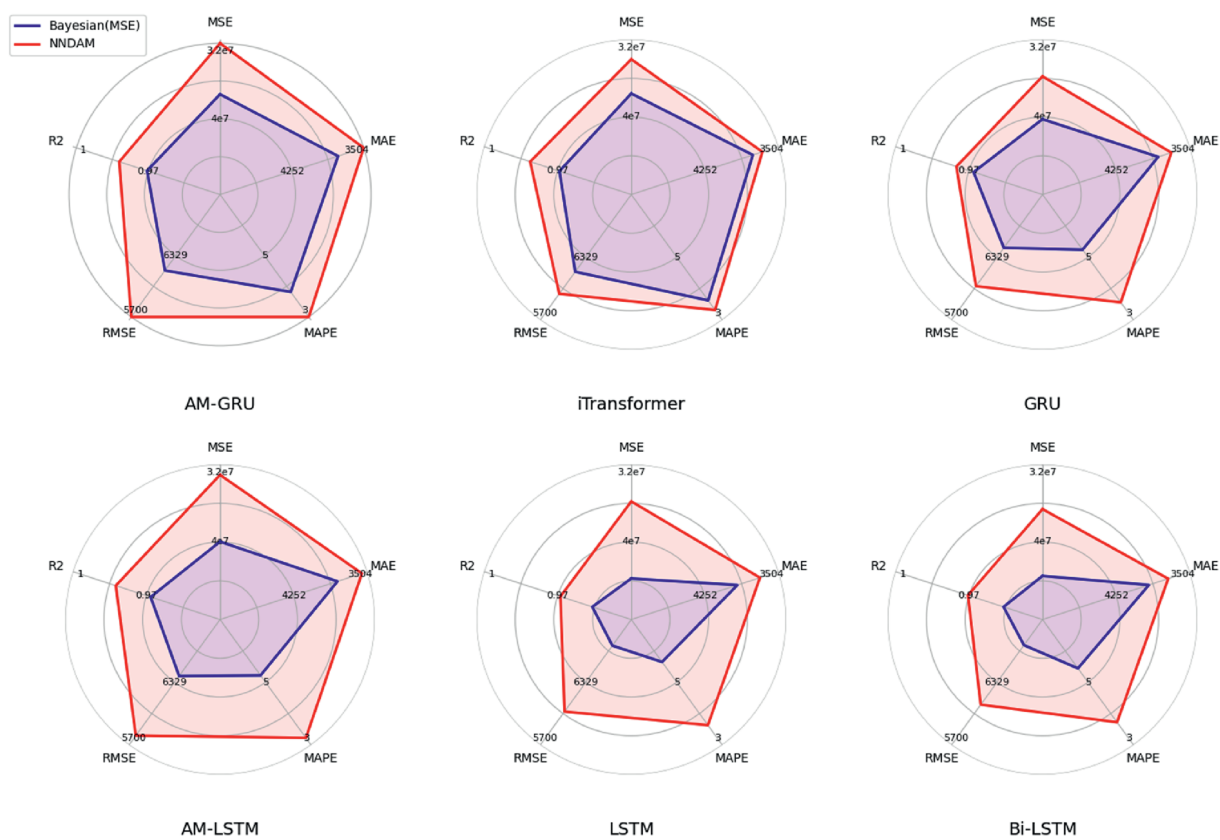 Bayesian(MSE)
NNDAM
MSE
3.2e7
4e7
R2
1
0.97
MAE
3504
4252
6329
5
5700
3
RMSE
MAPE
AM-GRU
MSE
3.2e7
4e7
R2
1
0.97
MAE
3504
4252
6329
5
5700
3
RMSE
MAPE
iTransformer
MSE
3.2e7
4e7
R2
1
0.97
MAE
3504
4252
6329
5
5700
3
RMSE
MAPE
GRU
MSE
3.2e7
4e7
R2
1
0.97
MAE
3504
4252
6329
5
5700
3
RMSE
MAPE
AM-LSTM
MSE
3.2e7
4e7
R2
1
0.97
MAE
3504
4252
6329
5
5700
3
RMSE
MAPE
LSTM
MSE
3.2e7
4e7
R2
1
0.97
MAE
3504
4252
6329
5
5700
3
RMSE
MAPE
Bi-LSTM